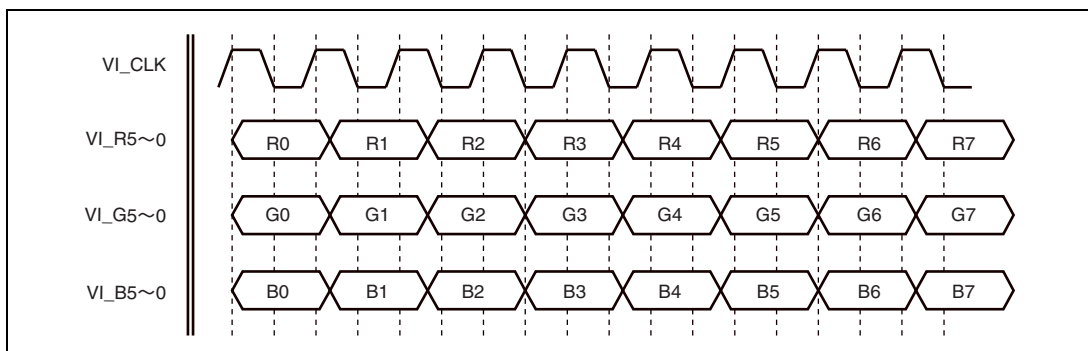 VI_CLK
VI_R5～0 R0 R1 R2 R3 R4 R5 R6 R7
VI_G5～0 G0 G1 G2 G3 G4 G5 G6 G7
VI_B5～0 B0 B1 B2 B3 B4 B5 B6 B7